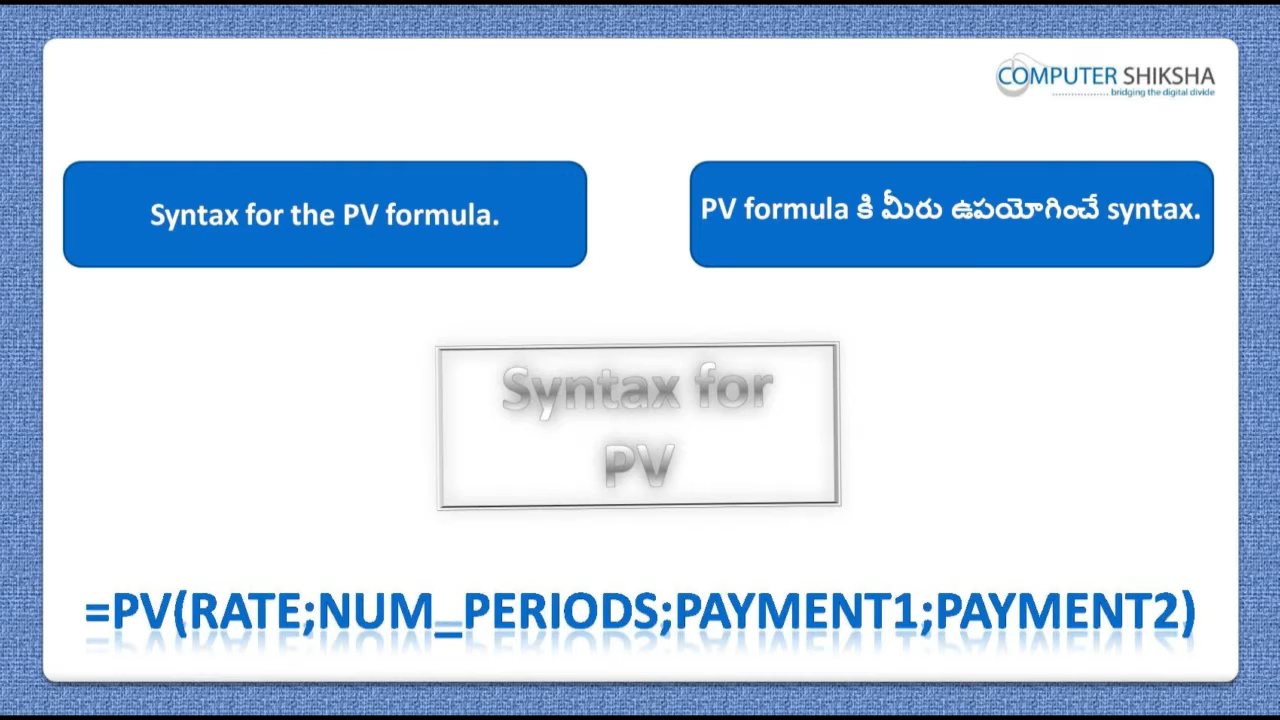 COMPUTER SHIKSHA
.................... bridging the digital divide
Syntax for the PV formula.
PV formula కి మీరు ఉపయోగించే syntax.
Syntax for
PV
=PV(RATE;NUM_PERIODS;PAYMENT1;PAYMENT2)